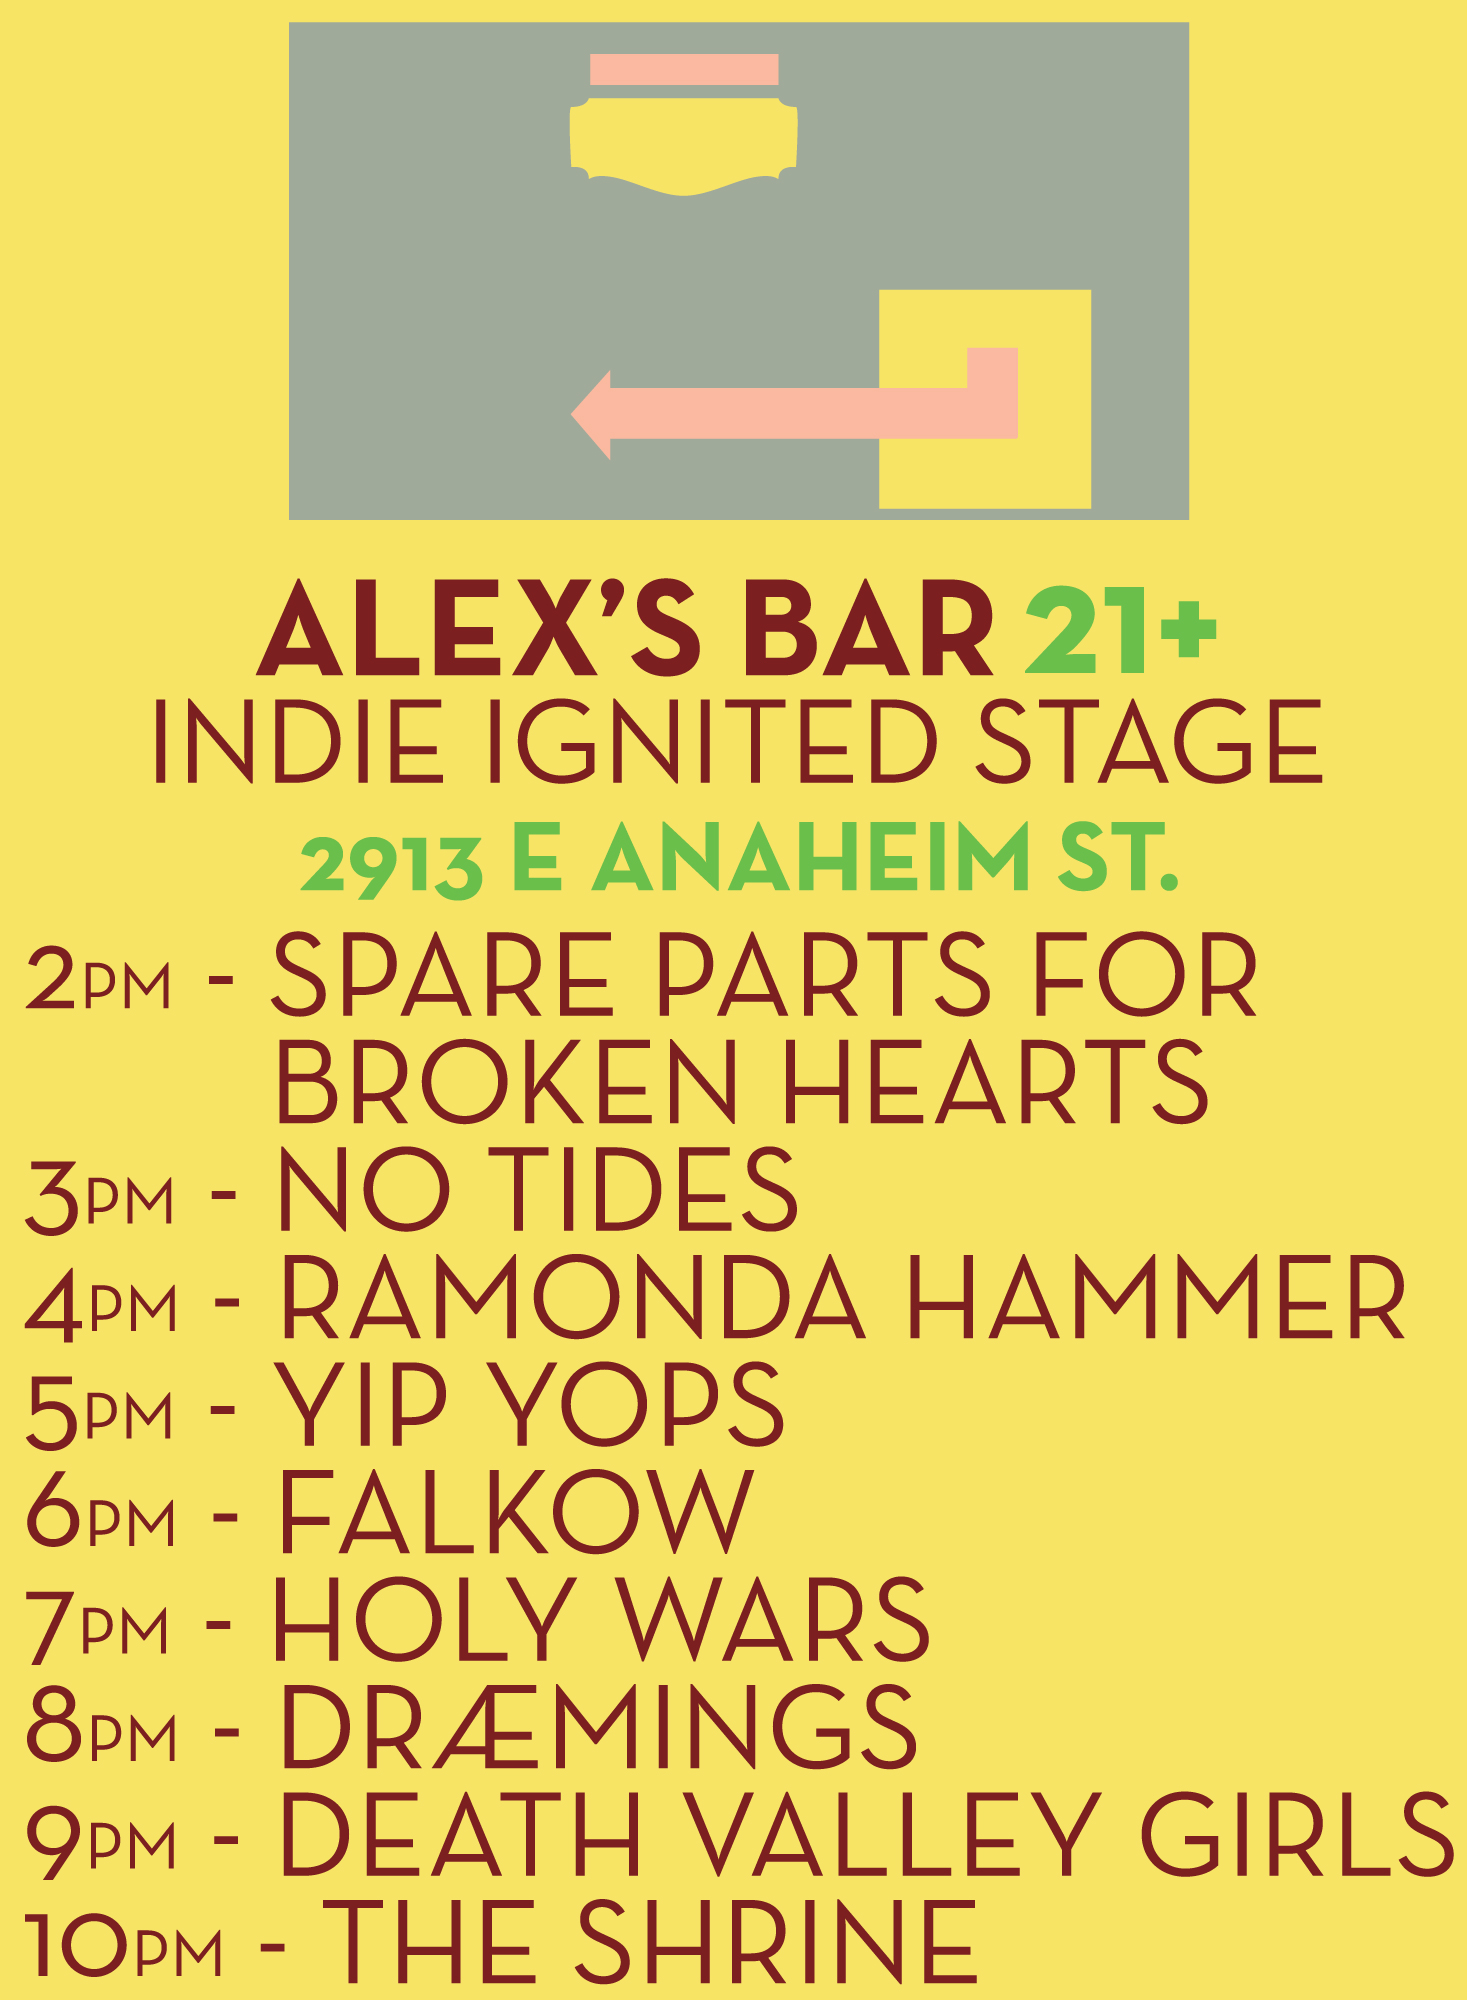 ALEX'S BAR 21+
INDIE IGNITED STAGE
2913 E ANAHEIM ST.
2PM - SPARE PARTS FOR
BROKEN HEARTS
3PM - NO TIDES
4PM - RAMONDA HAMMER
5PM - YIP YOPS
6PM - FALKOW
7PM - HOLY WARS
8PM - DRÆMINGS
9PM - DEATH VALLEY GIRLS
10PM - THE SHRINE